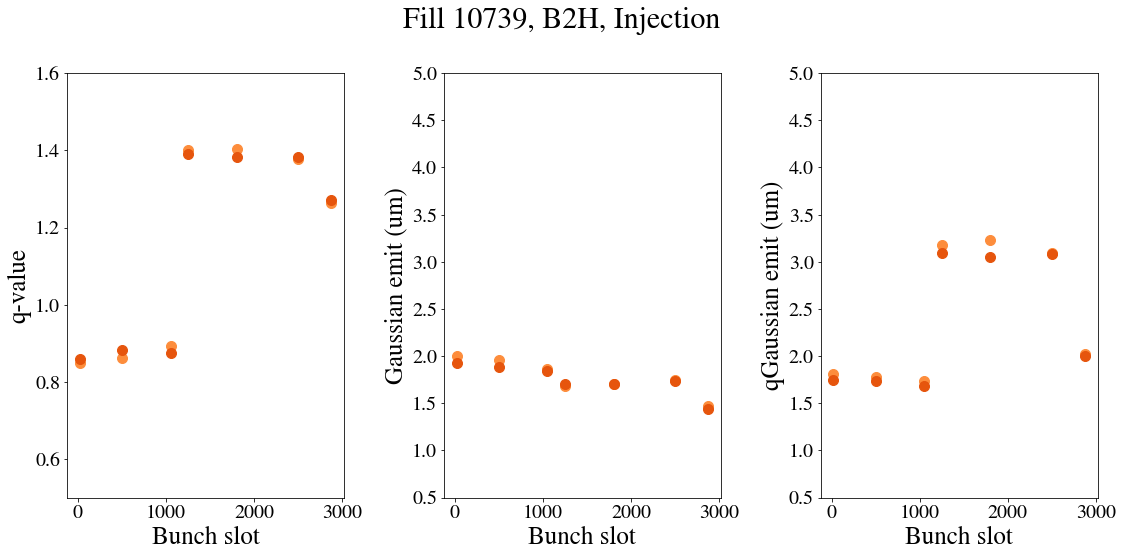 Fill 10739, B2H, Injection
q-value
1.6
1.4
1.2
1.0
0.8
0.6
0 1000 2000 3000
Bunch slot
Gaussian emit (um)
5.0
4.5
4.0
3.5
3.0
2.5
2.0
1.5
1.0
0.5
0 1000 2000 3000
Bunch slot
qGaussian emit (um)
5.0
4.5
4.0
3.5
3.0
2.5
2.0
1.5
1.0
0.5
0 1000 2000 3000
Bunch slot